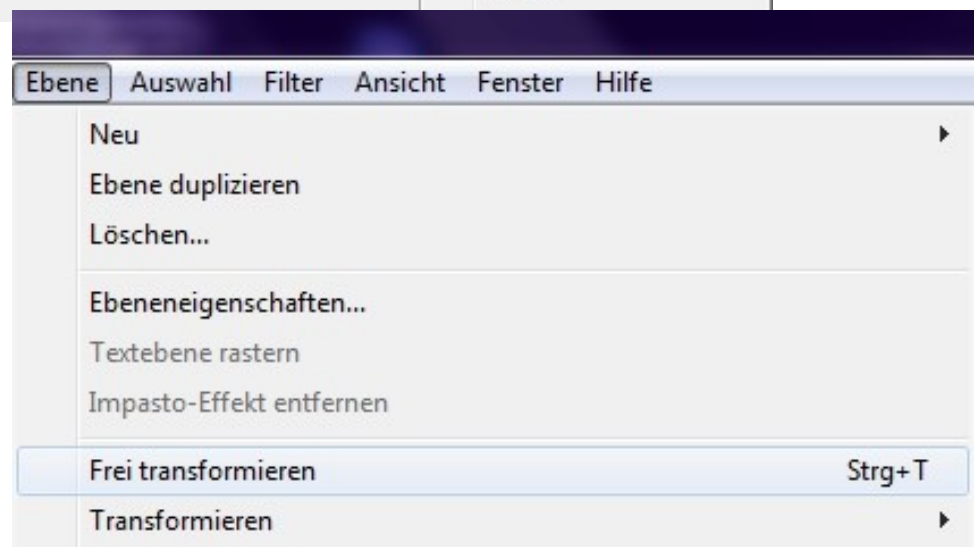 Ebene Auswahl Filter Ansicht Fenster Hilfe
Neu
Ebene duplizieren
Löschen...
Ebeneneigenschaften...
Textebene rastern
Impasto-Effekt entfernen
Frei transformieren Strg+T
Transformieren